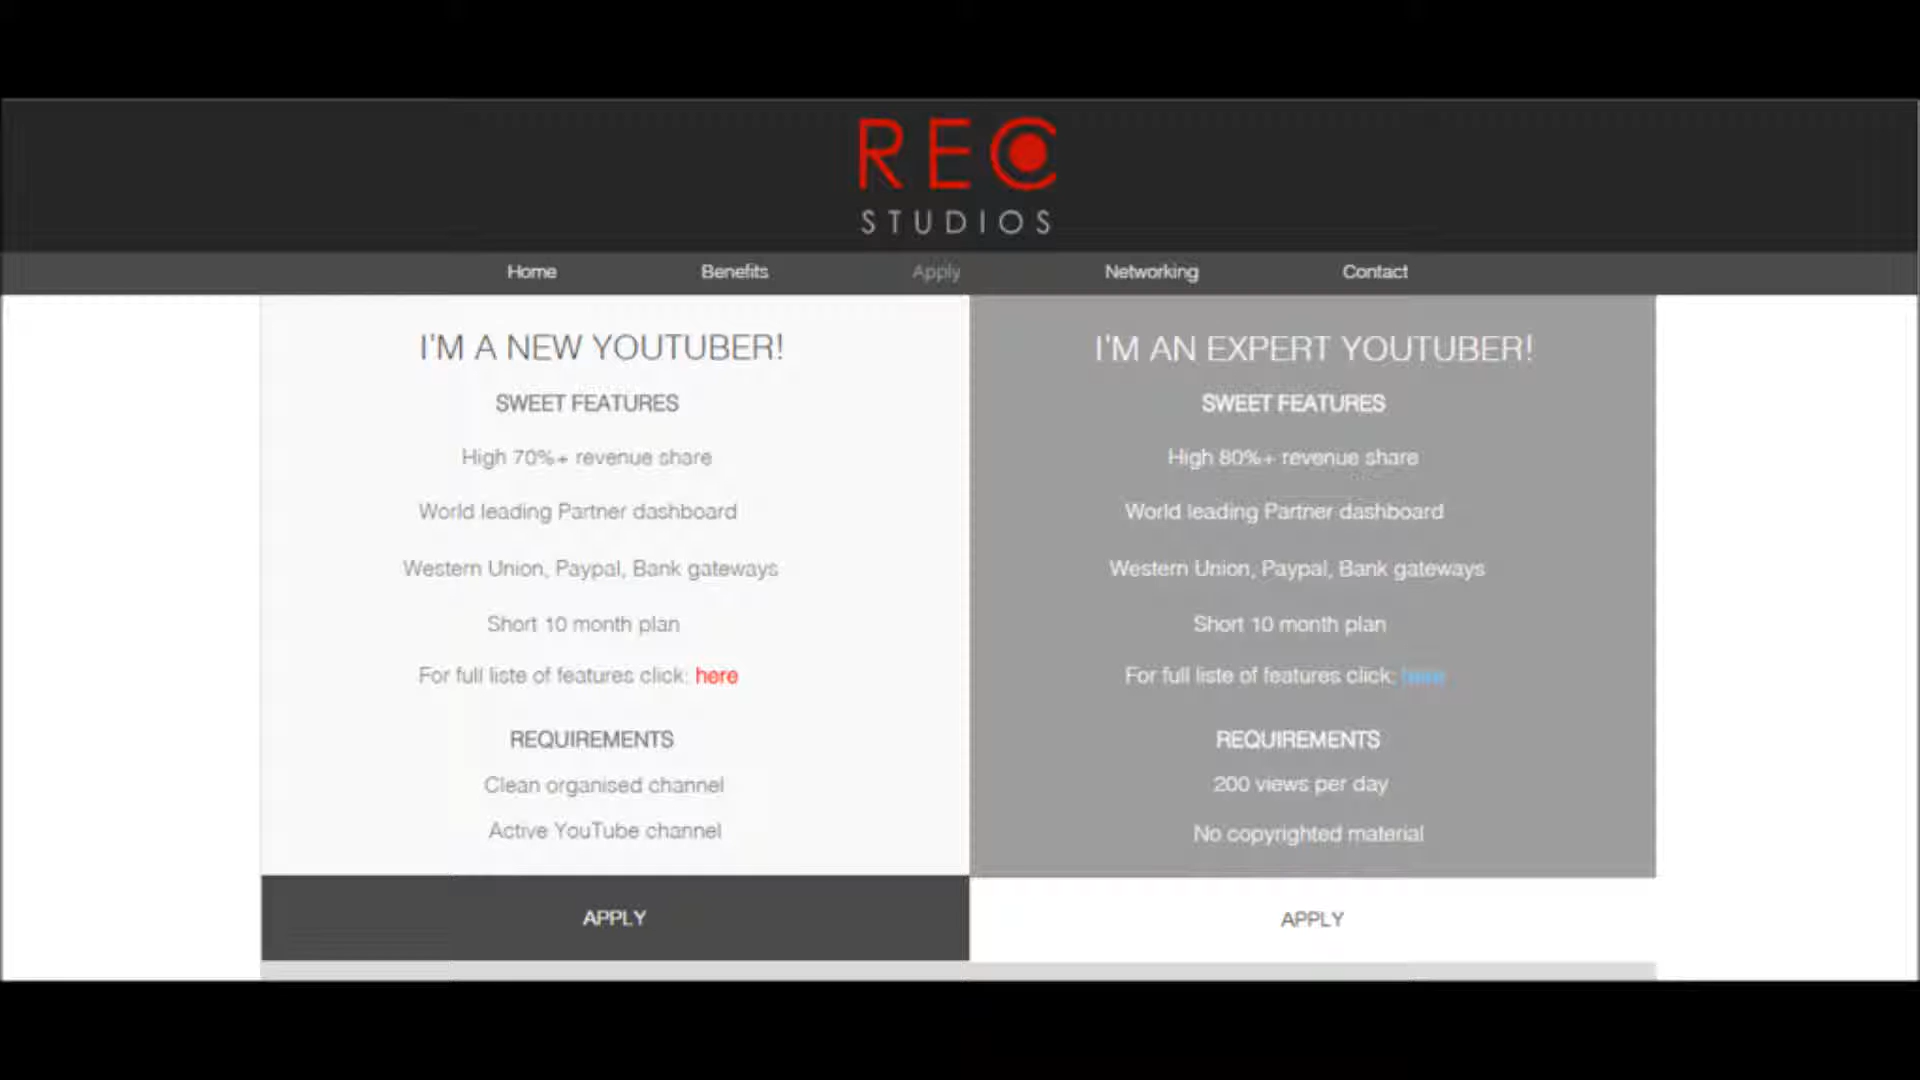 REC
STUDIOS
Home Benefits Apply Networking Contact
I'M A NEW YOUTUBER!
SWEET FEATURES
High 70%+ revenue share
World leading Partner dashboard
Western Union, Paypal, Bank gateways
Short 10 month plan
For full liste of features click: here
REQUIREMENTS
Clean organised channel
Active YouTube channel
APPLY
I'M AN EXPERT YOUTUBER!
SWEET FEATURES
High 80%+ revenue share
World leading Partner dashboard
Western Union, Paypal, Bank gateways
Short 10 month plan
For full liste of features click: here
REQUIREMENTS
200 views per day
No copyrighted material
APPLY